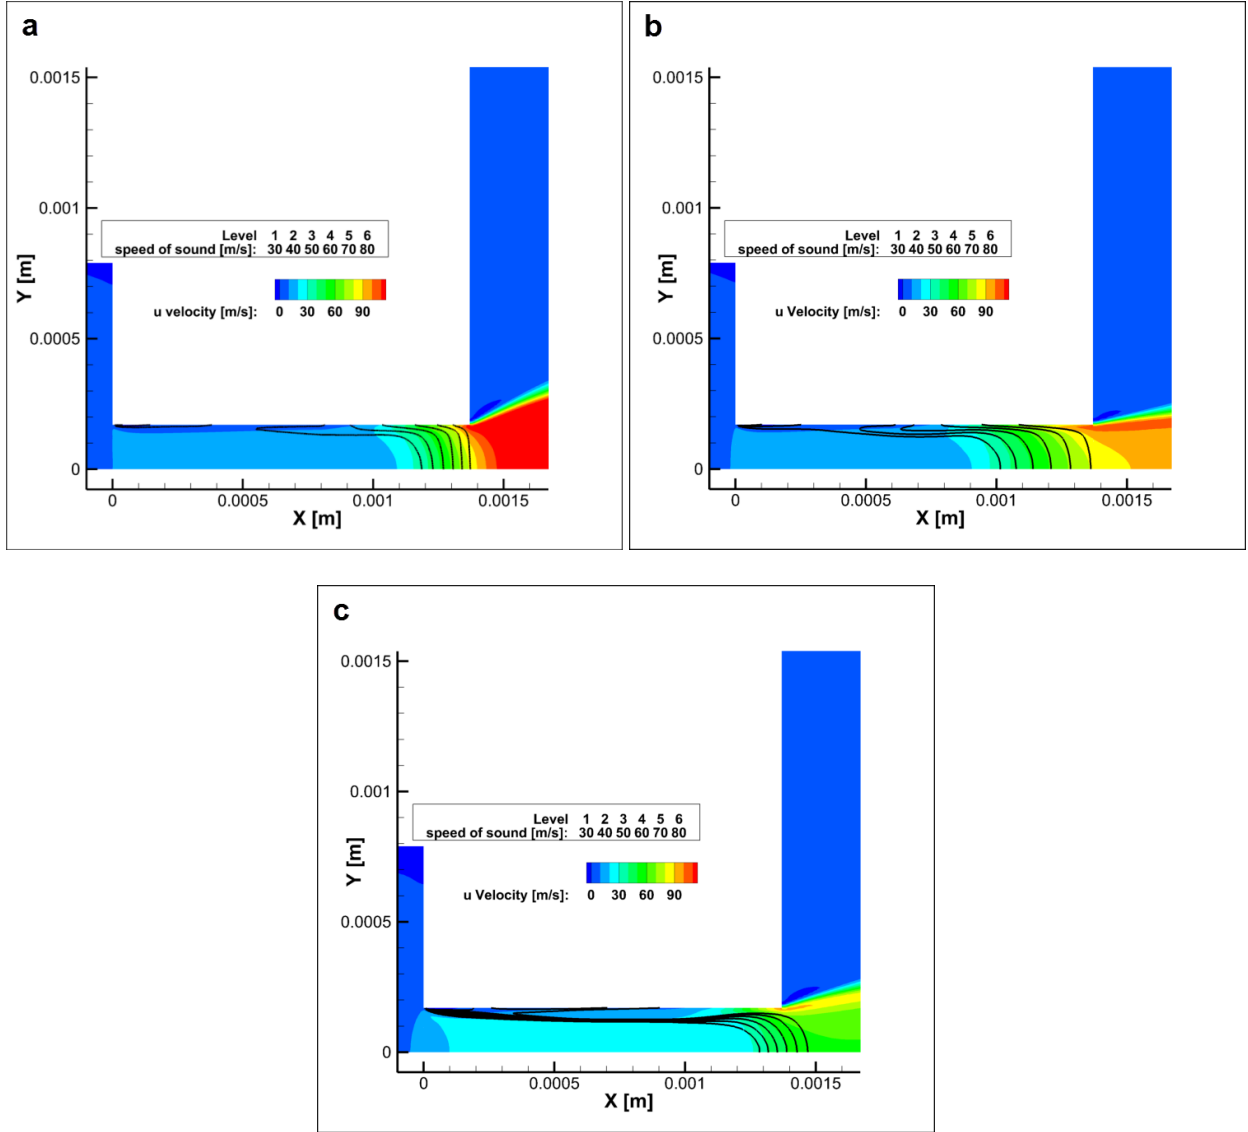 a
0.0015
0.001
Level 1 2 3 4 5 6
speed of sound [m/s]: 30 40 50 60 70 80
u velocity [m/s]: 0 30 60 90
Y [m]
0.0005
0
0 0.0005 0.001 0.0015
X [m]
b
0.0015
0.001
Level 1 2 3 4 5 6
speed of sound [m/s]: 30 40 50 60 70 80
u Velocity [m/s]: 0 30 60 90
Y [m]
0.0005
0
0 0.0005 0.001 0.0015
X [m]
c
0.0015
0.001
Level 1 2 3 4 5 6
speed of sound [m/s]: 30 40 50 60 70 80
u Velocity [m/s]: 0 30 60 90
Y [m]
0.0005
0
0 0.0005 0.001 0.0015
X [m]